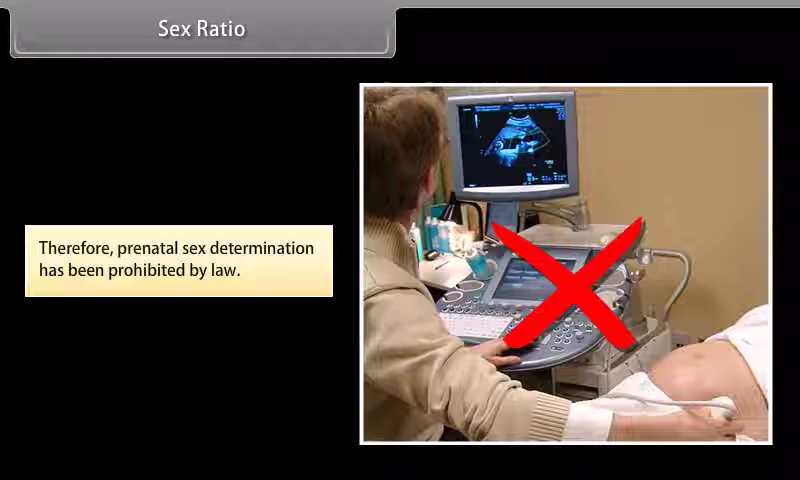 Sex Ratio
Therefore, prenatal sex determination
has been prohibited by law.